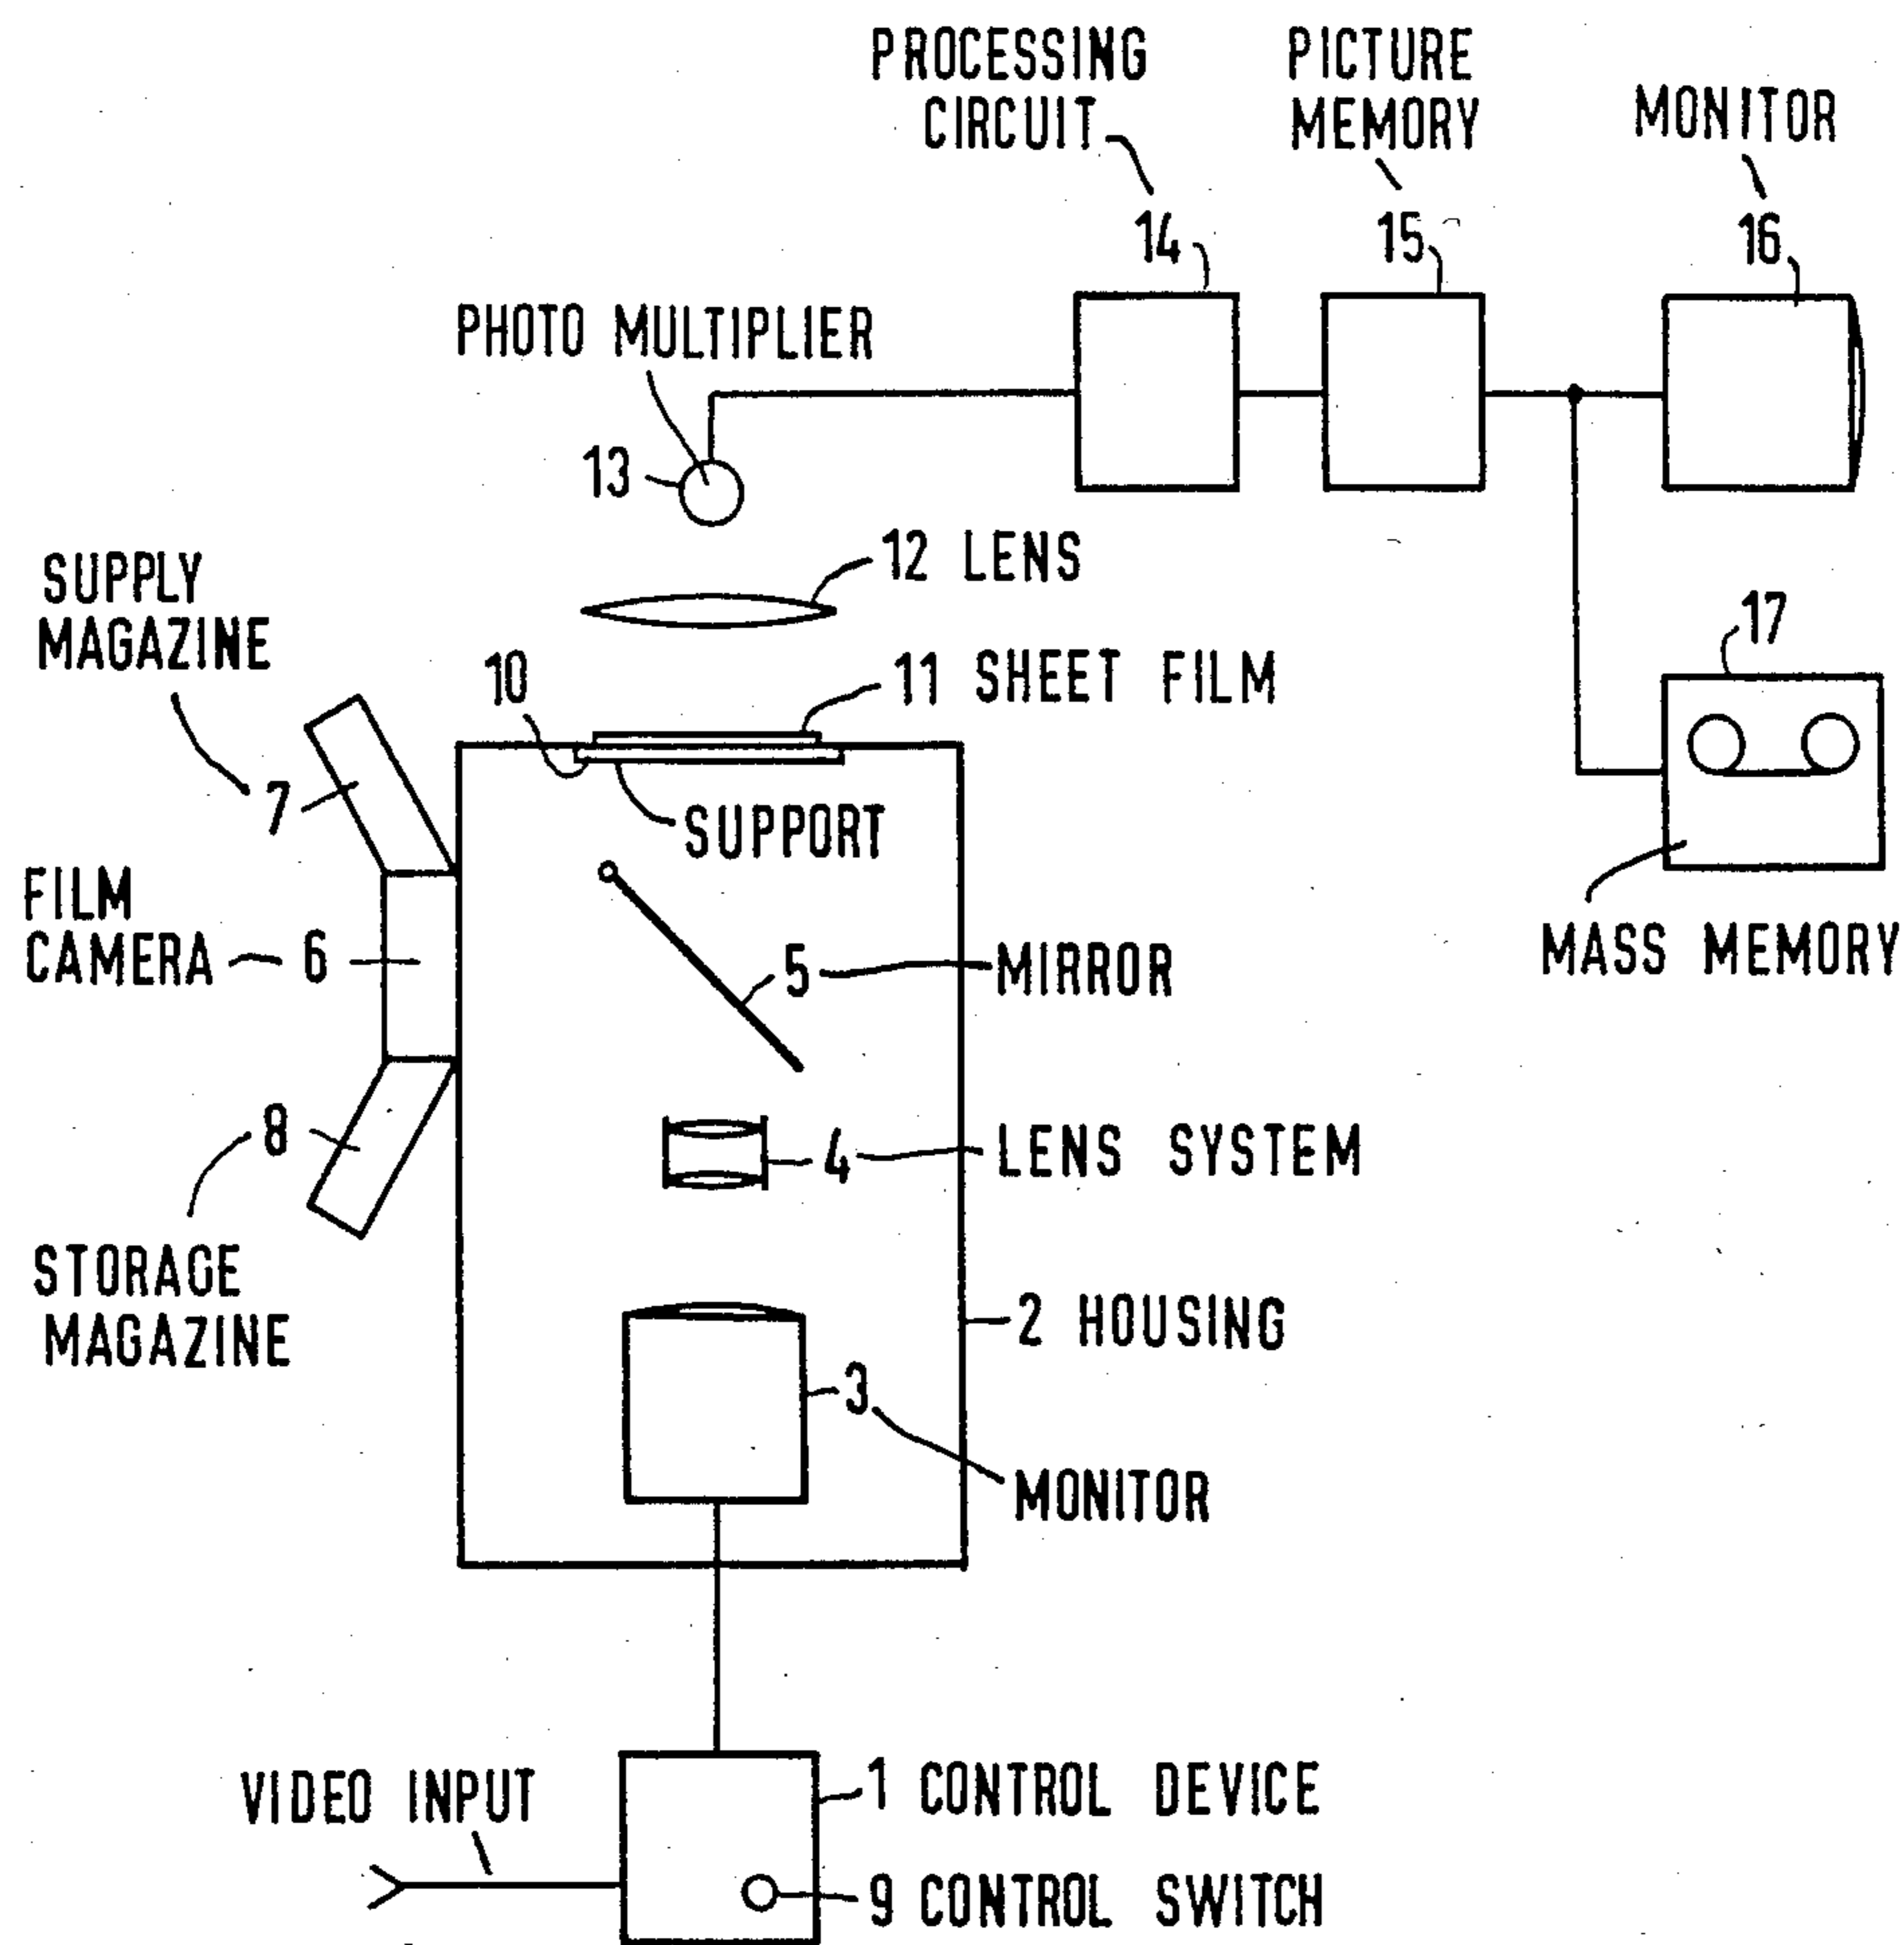 PROCESSING
CIRCUIT
PICTURE
MEMORY
MONITOR
14
15
16
PHOTO MULTIPLIER
13
12 LENS
SUPPLY
MAGAZINE
17
10
11 SHEET FILM
7
SUPPORT
FILM
CAMERA
6
5
MIRROR
MASS MEMORY
8
4
LENS SYSTEM
STORAGE
MAGAZINE
2 HOUSING
3
MONITOR
VIDEO INPUT
1 CONTROL DEVICE
9 CONTROL SWITCH